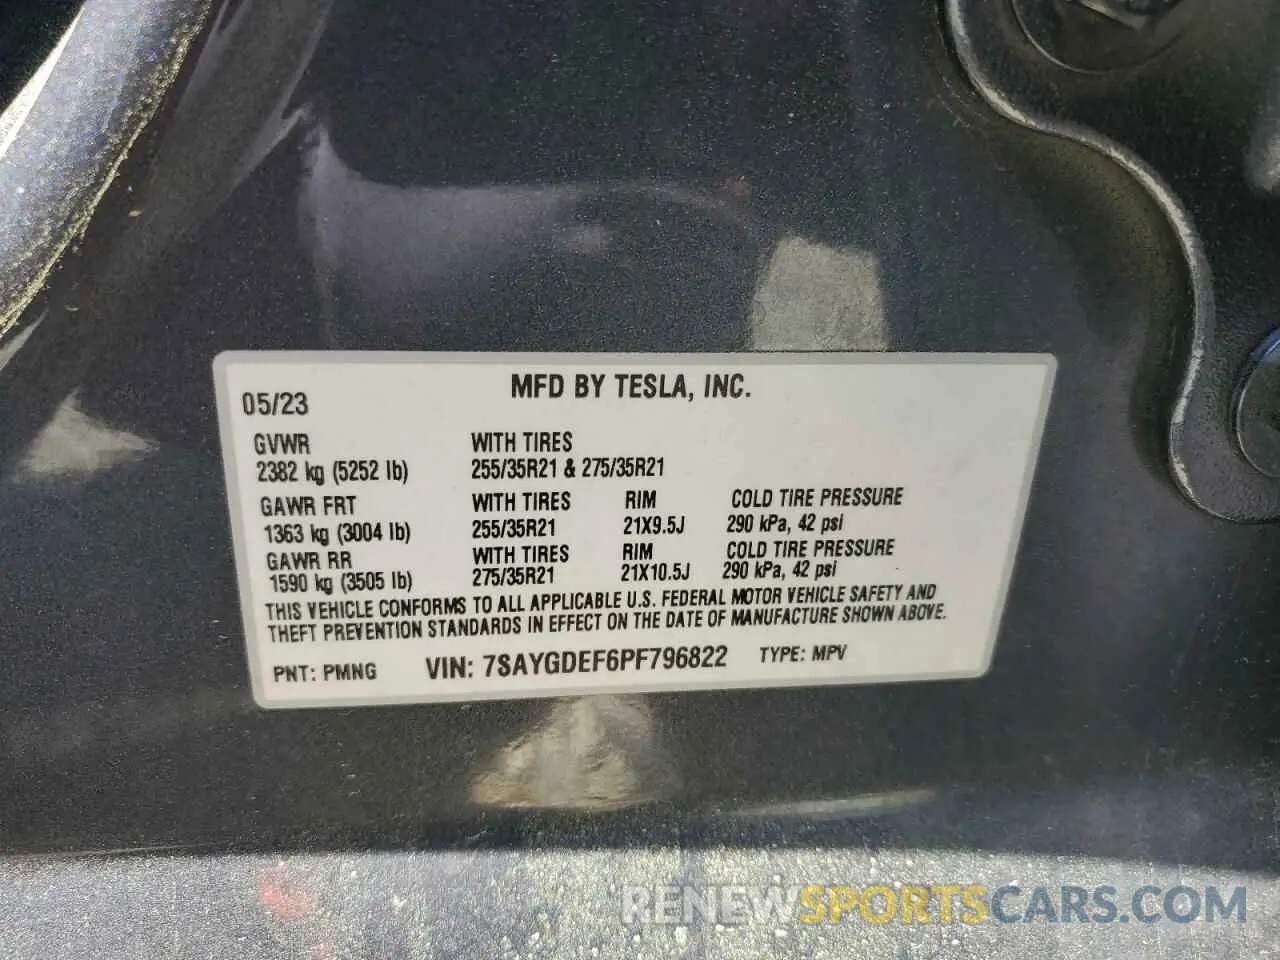 MFD BY TESLA, INC.
05/23
GVWR WITH TIRES
2382 kg (5252 lb) 255/35R21 & 275/35R21
GAWR FRT WITH TIRES RIM COLD TIRE PRESSURE
1363 kg (3004 lb) 255/35R21 21X9.5J 290 kPa, 42 psi
GAWR RR WITH TIRES RIM COLD TIRE PRESSURE
1590 kg (3505 lb) 275/35R21 21X10.5J 290 kPa, 42 psi
THIS VEHICLE CONFORMS TO ALL APPLICABLE U.S. FEDERAL MOTOR VEHICLE SAFETY AND
THEFT PREVENTION STANDARDS IN EFFECT ON THE DATE OF MANUFACTURE SHOWN ABOVE.
PNT: PMNG VIN: 7SAYGDEF6PF796822 TYPE: MPV
RENEWSPORTSCARS.COM